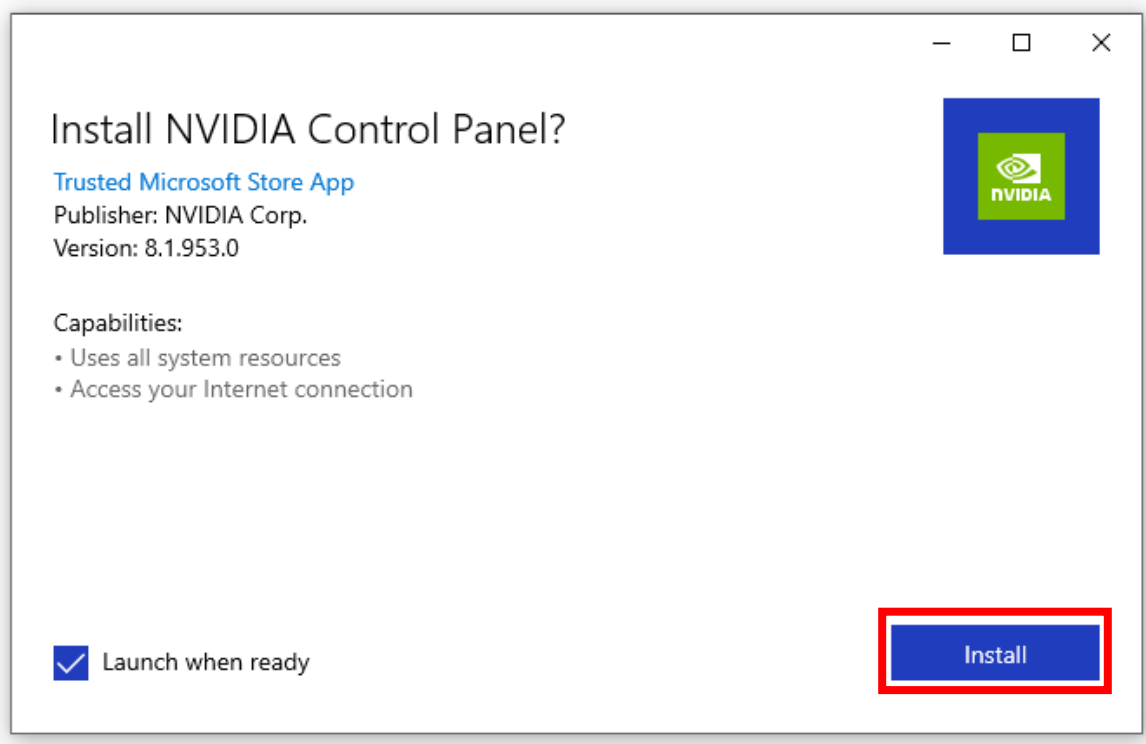 Install NVIDIA Control Panel?
Trusted Microsoft Store App
Publisher: NVIDIA Corp.
Version: 8.1.953.0
NVIDIA
Capabilities:
• Uses all system resources
• Access your Internet connection
Launch when ready
Install